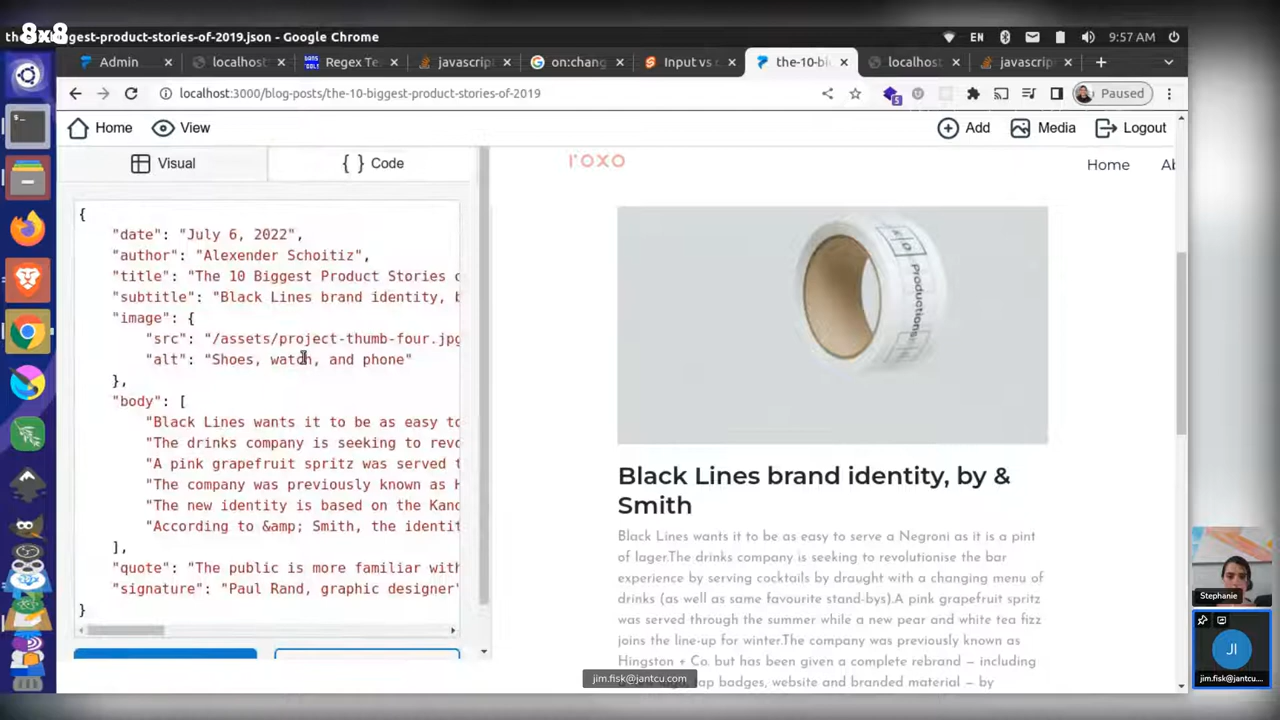 8x8
biggest-product-stories-of-2019.json - Google Chrome
EN
9:57 AM
Admin
localhost
Regex Te
javascrip
on:chang
Input vs
the-10-bi
localhost
javascrip
localhost:3000/blog-posts/the-10-biggest-product-stories-of-2019
Paused
Home
View
Add
Media
Logout
Visual
{ } Code
roxo
Home
{
"date": "July 6, 2022",
"author": "Alexender Schoitiz",
"title": "The 10 Biggest Product Stories
"subtitle": "Black Lines brand identity,
"image": {
"src": "/assets/project-thumb-four.jpg
"alt": "Shoes, watch, and phone"
},
"body": [
"Black Lines wants it to be as easy to
"The drinks company is seeking to revo
"A pink grapefruit spritz was served t
"The company was previously known as H
"The new identity is based on the Kand
"According to &amp; Smith, the identit
],
"quote": "The public is more familiar with
"signature": "Paul Rand, graphic designer"
}
Productions
Black Lines brand identity, by &
Smith
Black Lines wants it to be as easy to serve a Negroni as it is a pint
of lager.The drinks company is seeking to revolutionise the bar
experience by serving cocktails by draught with a changing menu of
drinks (as well as same favourite stand-bys).A pink grapefruit spritz
was served through the summer while a new pear and white tea fizz
joins the line-up for winter.The company was previously known as
Hingston + Co. but has been given a complete rebrand – including
tap badges, website and branded material – by
jim.fisk@jantcu.com
Stephanie
JI
jim.fisk@jantcu....